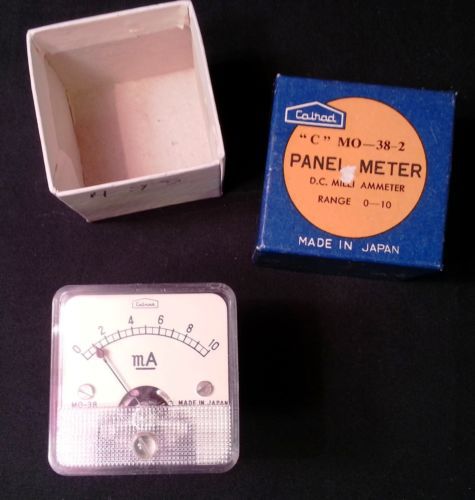 Calrad
"C" MO-38-2
PANEL METER
D.C. MILLI AMMETER
RANGE 0-10
MADE IN JAPAN
Calrad
0 2 4 6 8 10
mA
MO-38 MADE IN JAPAN